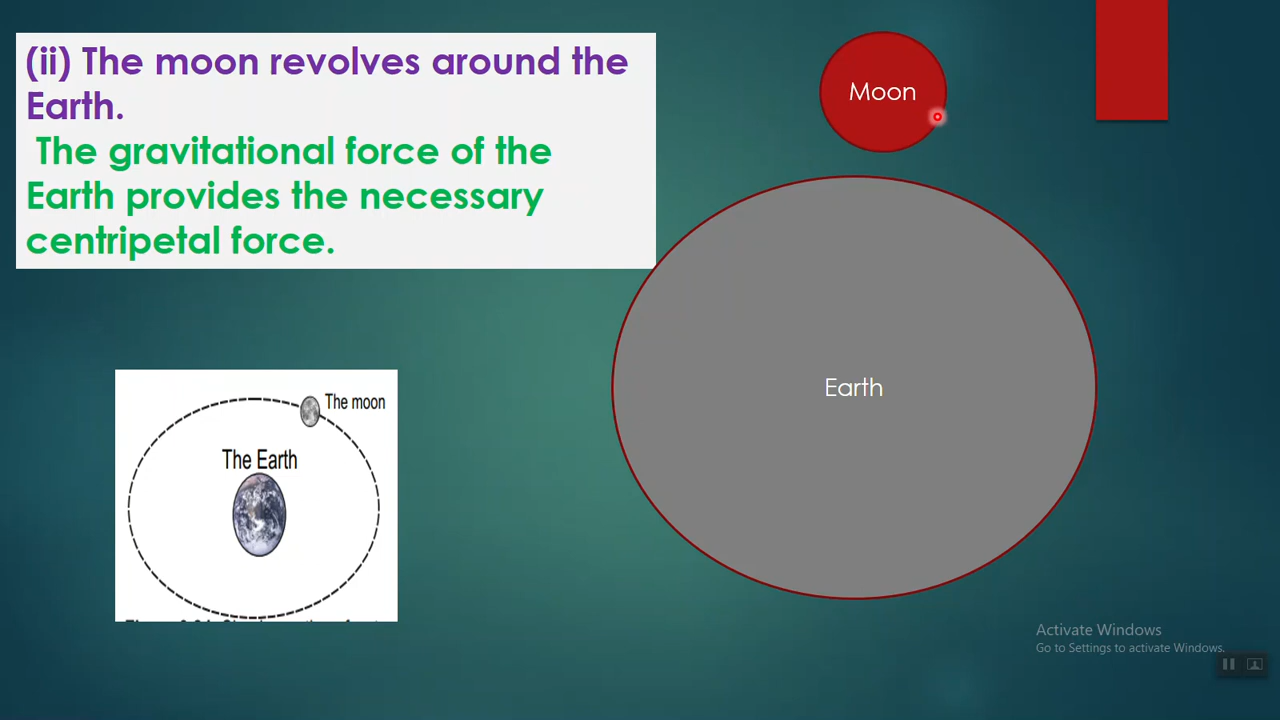 (ii) The moon revolves around the
Earth.
The gravitational force of the
Earth provides the necessary
centripetal force.
Moon
Earth
The moon
The Earth
Activate Windows
Go to Settings to activate Windows.